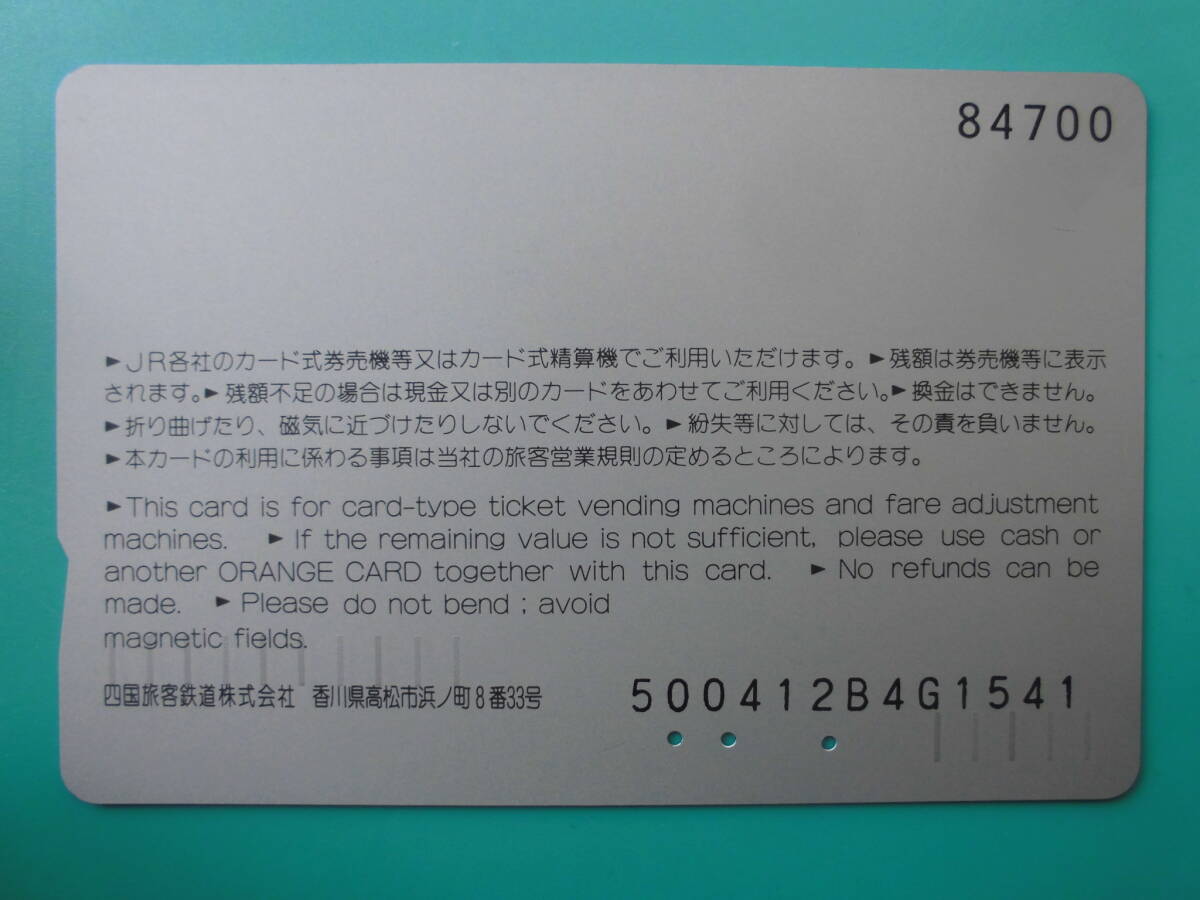 84700
►JR各社のカード式券売機等又はカード式精算機でご利用いただけます。►残額は券売機等に表示
されます。►残額不足の場合は現金又は別のカードをあわせてご利用ください。►換金はできません。
►折り曲げたり、磁気に近づけたりしないでください。►紛失等に対しては、その責を負いません。
►本カードの利用に係わる事項は当社の旅客営業規則の定めるところによります。
►This card is for card-type ticket vending machines and fare adjustment
machines. ►If the remaining value is not sufficient, please use cash or
another ORANGE CARD together with this card. ►No refunds can be
made. ►Please do not bend ; avoid
magnetic fields.
四国旅客鉄道株式会社 香川県高松市浜ノ町8番33号
500412B4G1541